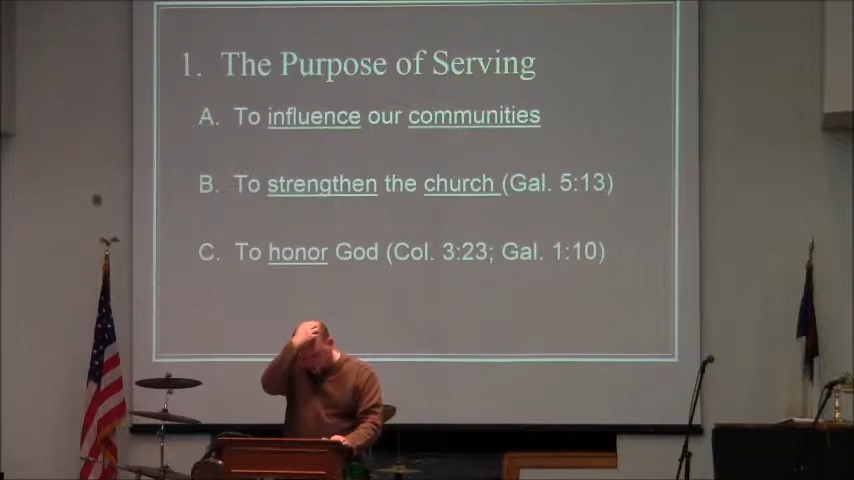 1. The Purpose of Serving
A. To influence our communities
B. To strengthen the church (Gal. 5:13)
C. To honor God (Col. 3:23; Gal. 1:10)